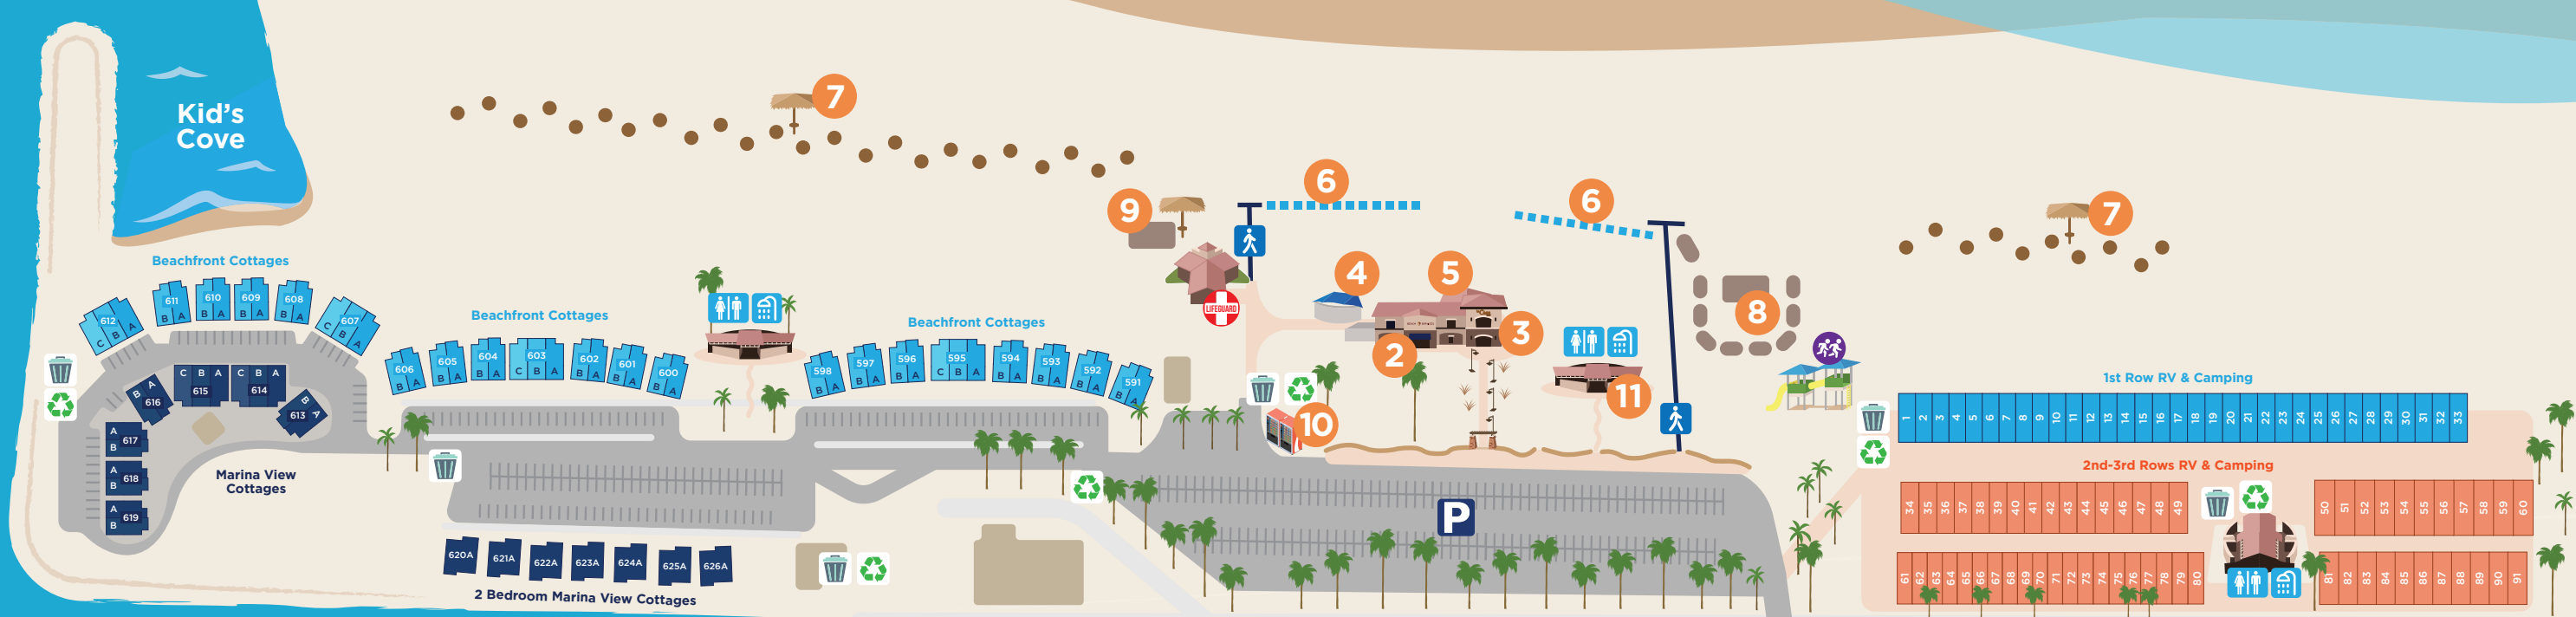 Kid's
Cove
7
9
6
6
7
4
5
8
2
3
10
11
LIFEGUARD
Beachfront Cottages
612
C B A
611
B A
610
B A
609
B A
608
B A
607
C B A
616
B A
615
C B A
614
C B A
613
B A
617
A
B
618
A
B
619
A
B
Marina View
Cottages
Beachfront Cottages
606
B A
605
B A
604
B A
603
C B A
602
B A
601
B A
600
B A
Beachfront Cottages
598
B A
597
B A
596
B A
595
C B A
594
B A
593
B A
592
B A
591
B A
620A 621A 622A 623A 624A 625A 626A
2 Bedroom Marina View Cottages
P
1st Row RV & Camping
1 2 3 4 5 6 7 8 9 10 11 12 13 14 15 16 17 18 19 20 21 22 23 24 25 26 27 28 29 30 31 32 33
2nd-3rd Rows RV & Camping
34 35 36 37 38 39 40 41 42 43 44 45 46 47 48 49
50 51 52 53 54 55 56 57 58 59 60
61 62 63 64 65 66 67 68 69 70 71 72 73 74 75 76 77 78 79 80
81 82 83 84 85 86 87 88 89 90 91